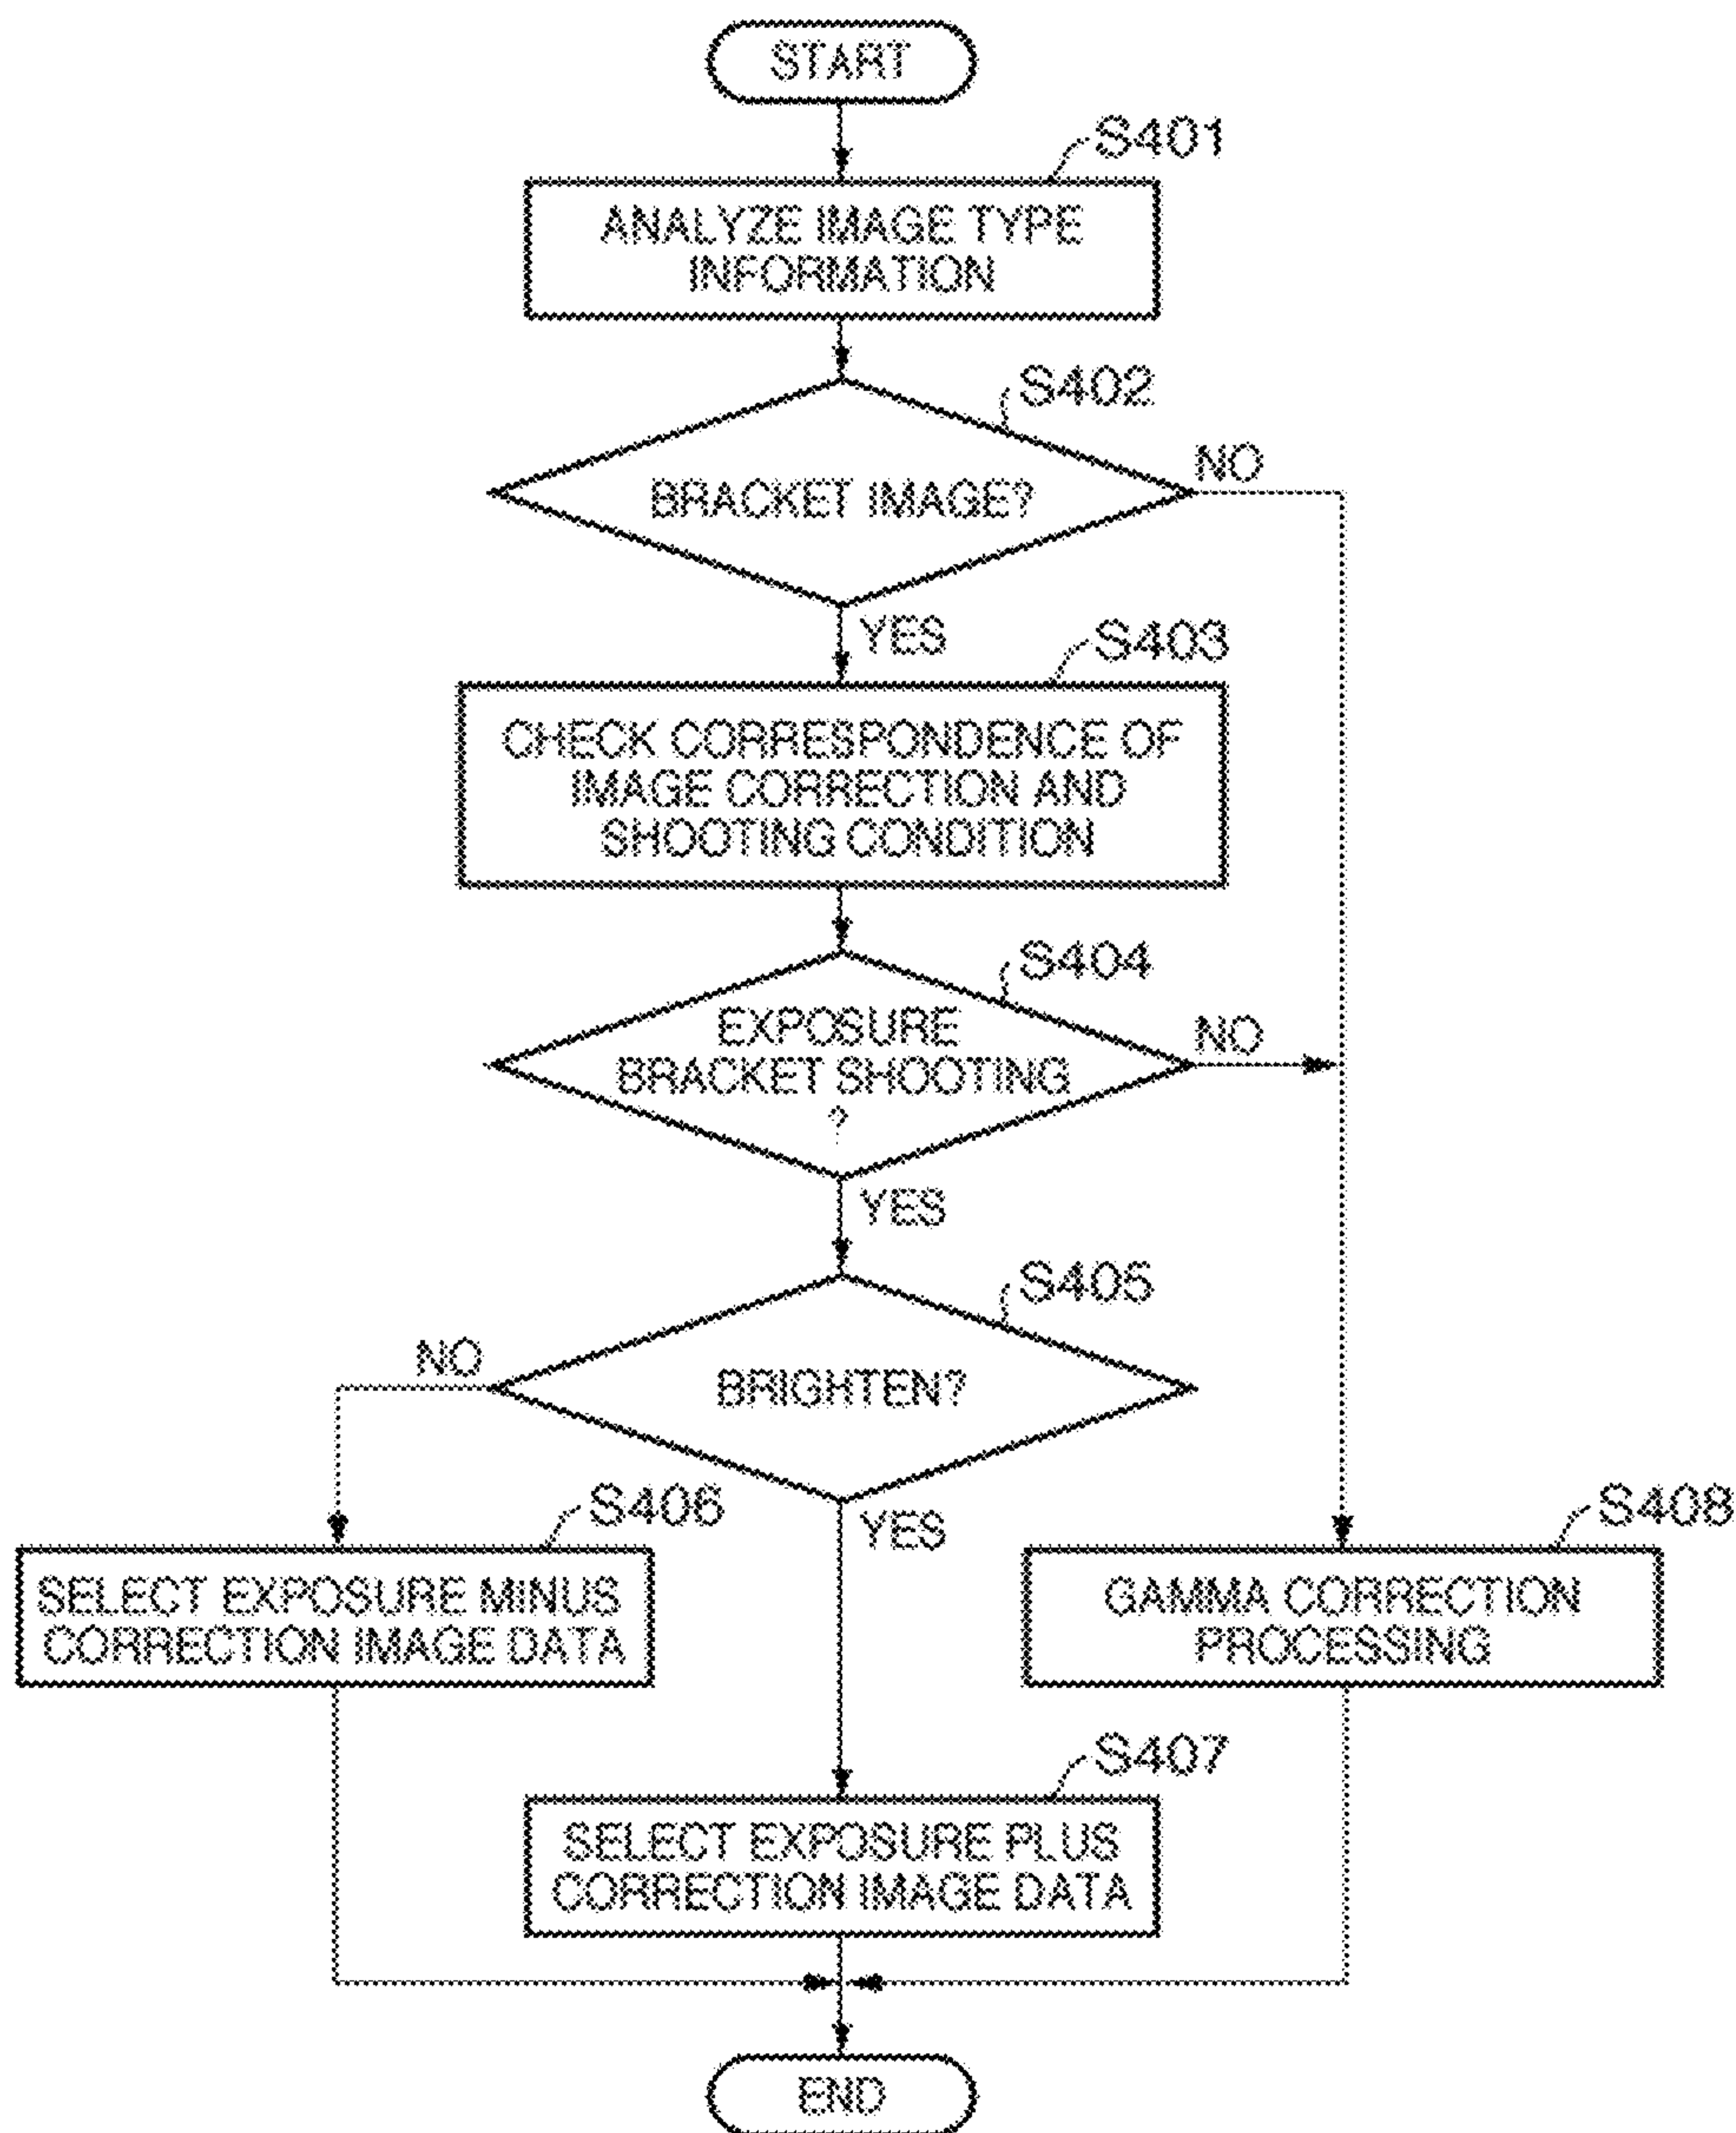 START
S401
ANALYZE IMAGE TYPE
INFORMATION
S402
BRACKET IMAGE?
NO
YES
S403
CHECK CORRESPONDENCE OF
IMAGE CORRECTION AND
SHOOTING CONDITION
S404
EXPOSURE
BRACKET SHOOTING
?
NO
YES
S405
BRIGHTEN?
NO
YES
S406
SELECT EXPOSURE MINUS
CORRECTION IMAGE DATA
S408
GAMMA CORRECTION
PROCESSING
S407
SELECT EXPOSURE PLUS
CORRECTION IMAGE DATA
END